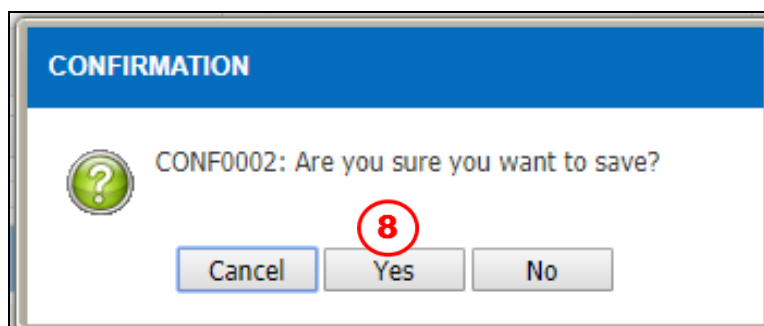 CONFIRMATION
CONF0002: Are you sure you want to save?
8
Cancel Yes No